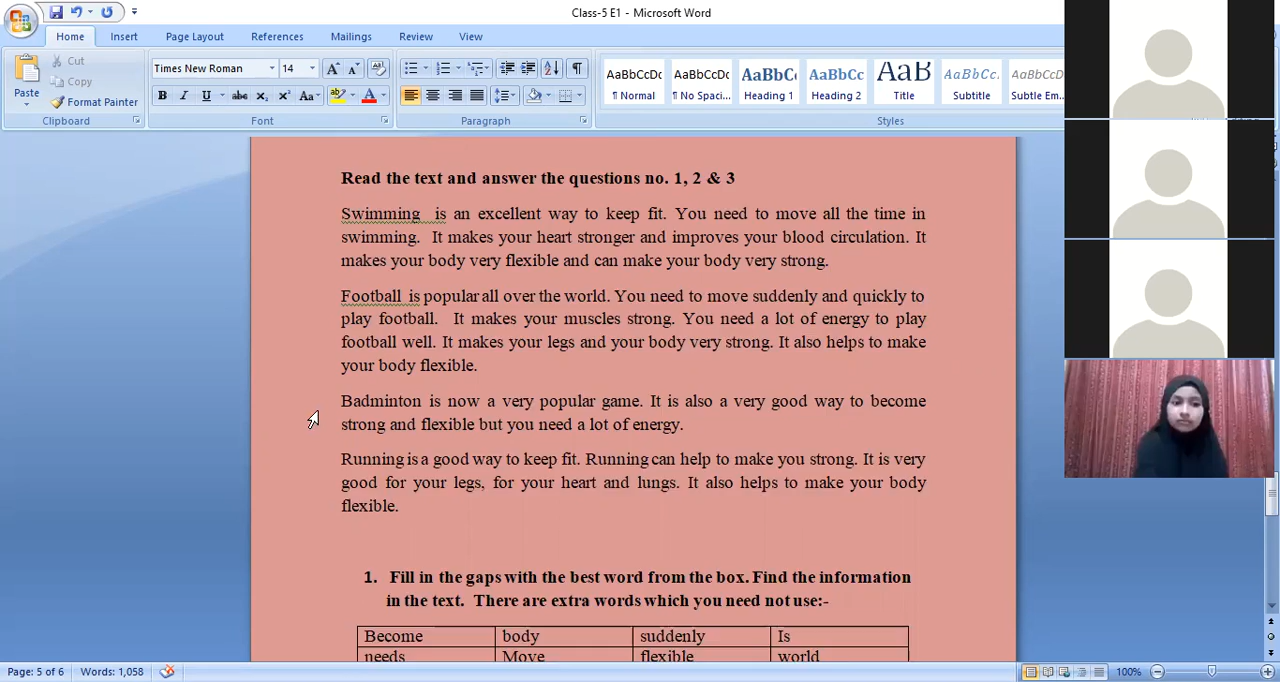 Class-5 E1 - Microsoft Word
Home Insert Page Layout References Mailings Review View
Paste
Cut
Copy
Format Painter
Clipboard
Times New Roman 14
Font
Paragraph
AaBbCcDc AaBbCcDc AaBbCc AaBbCc AaB AaBbCc. AaBbCcDc
¶ Normal ¶ No Spaci... Heading 1 Heading 2 Title Subtitle Subtle Em...
Styles
Read the text and answer the questions no. 1, 2 & 3
Swimming is an excellent way to keep fit. You need to move all the time in
swimming. It makes your heart stronger and improves your blood circulation. It
makes your body very flexible and can make your body very strong.
Football is popular all over the world. You need to move suddenly and quickly to
play football. It makes your muscles strong. You need a lot of energy to play
football well. It makes your legs and your body very strong. It also helps to make
your body flexible.
Badminton is now a very popular game. It is also a very good way to become
strong and flexible but you need a lot of energy.
Running is a good way to keep fit. Running can help to make you strong. It is very
good for your legs, for your heart and lungs. It also helps to make your body
flexible.
1. Fill in the gaps with the best word from the box. Find the information
in the text. There are extra words which you need not use:-
Become body suddenly Is
needs Move flexible world
Page: 5 of 6 Words: 1,058 100%